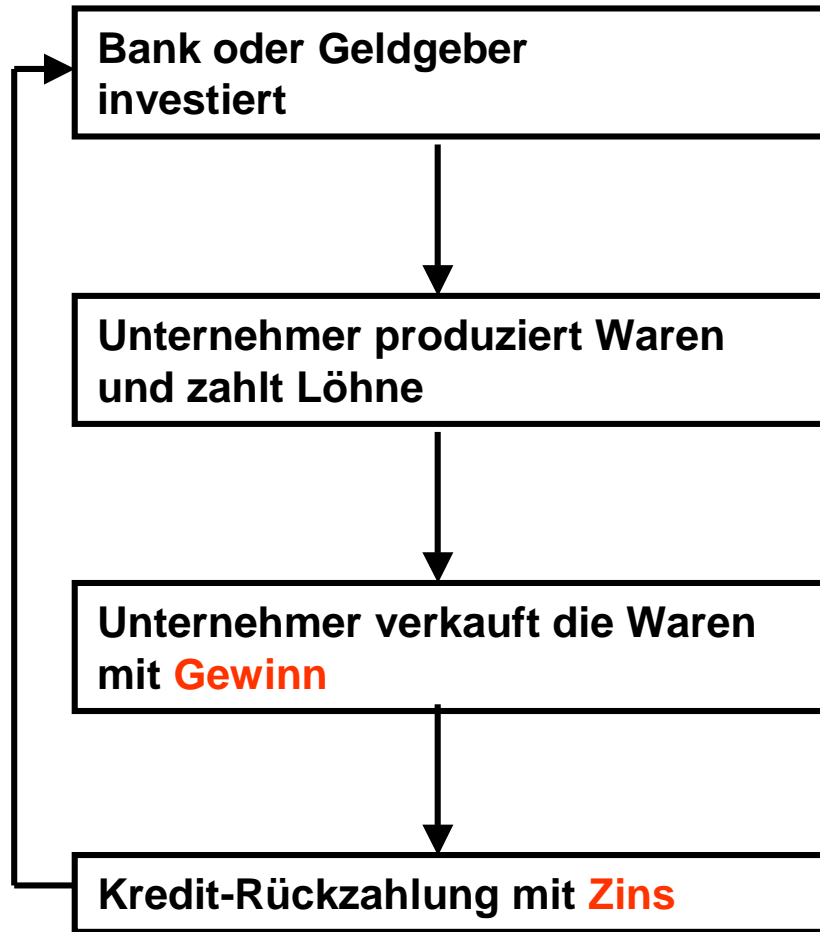 Bank oder Geldgeber
investiert
Unternehmer produziert Waren
und zahlt Löhne
Unternehmer verkauft die Waren
mit Gewinn
Kredit-Rückzahlung mit Zins